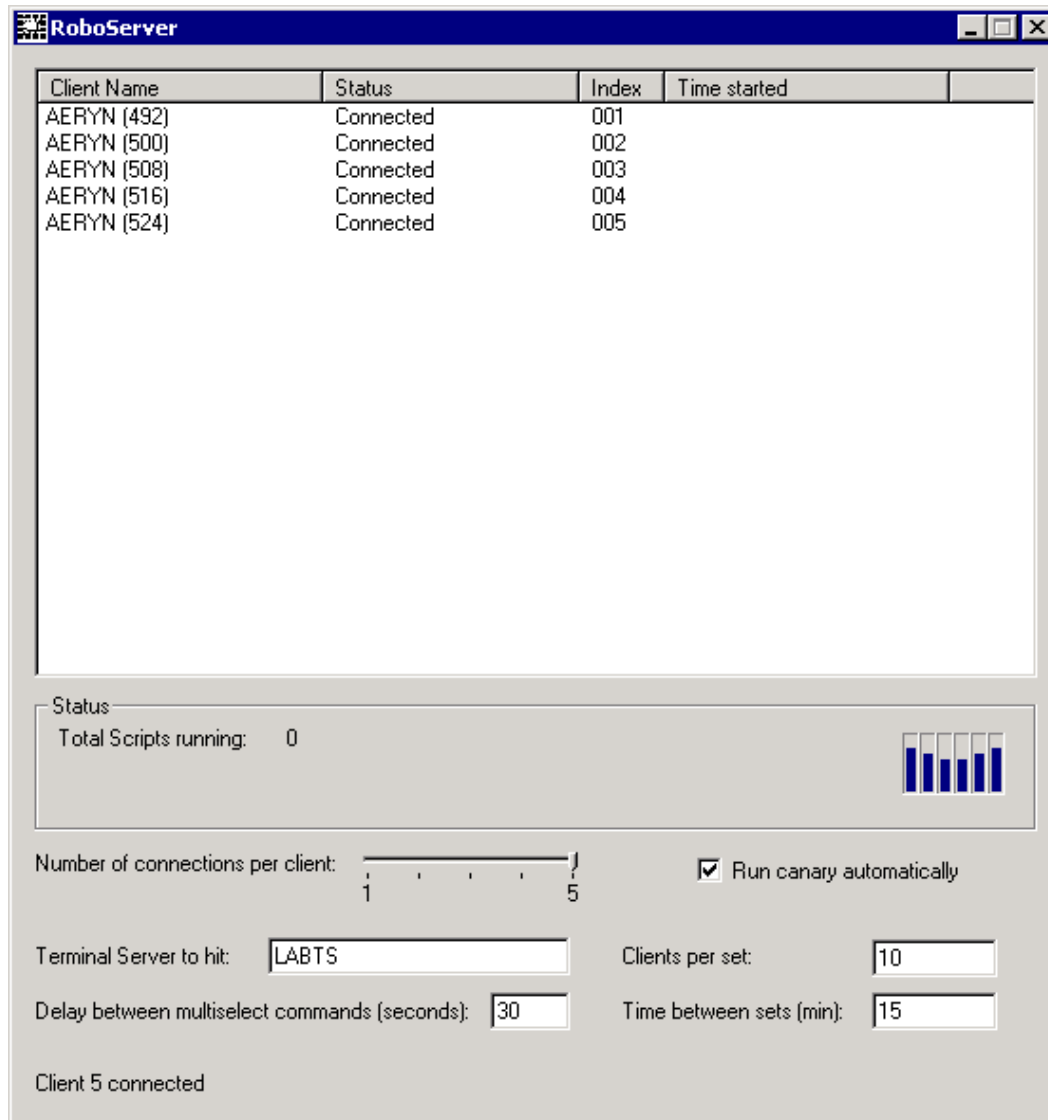 RoboServer
Client Name Status Index Time started
AERYN (492) Connected 001
AERYN (500) Connected 002
AERYN (508) Connected 003
AERYN (516) Connected 004
AERYN (524) Connected 005
Status
Total Scripts running: 0
Number of connections per client: 1 5
Run canary automatically
Terminal Server to hit: LABTS Clients per set: 10
Delay between multiselect commands (seconds): 30 Time between sets (min): 15
Client 5 connected